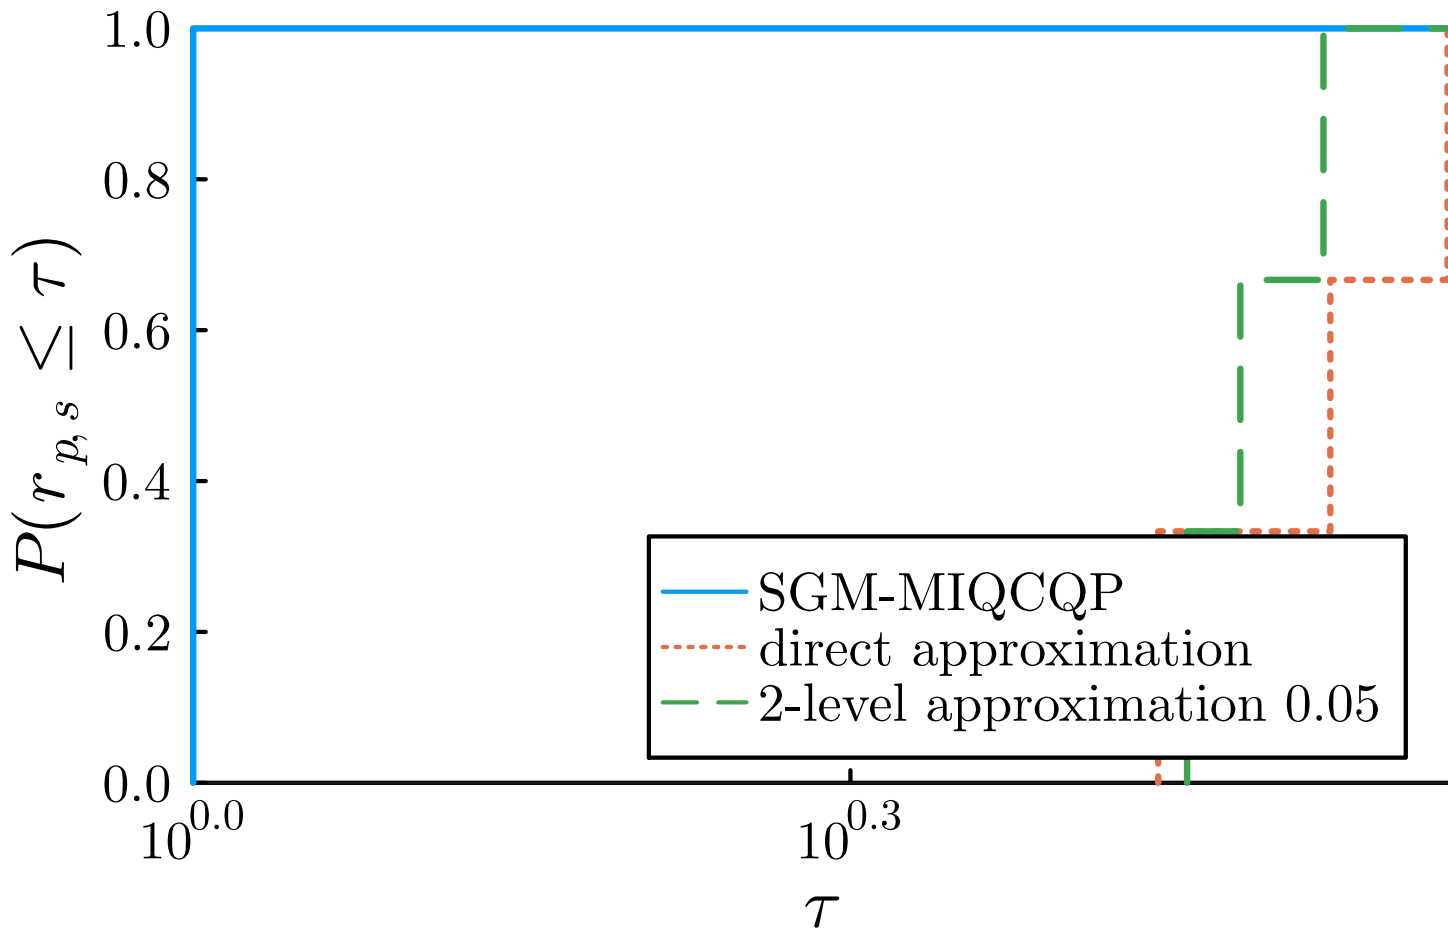 1.0
0.8
0.6
0.4
0.2
0.0
P(r_{p,s} ≤ τ)
SGM-MIQCQP
direct approximation
2-level approximation 0.05
10^{0.0}
10^{0.3}
τ